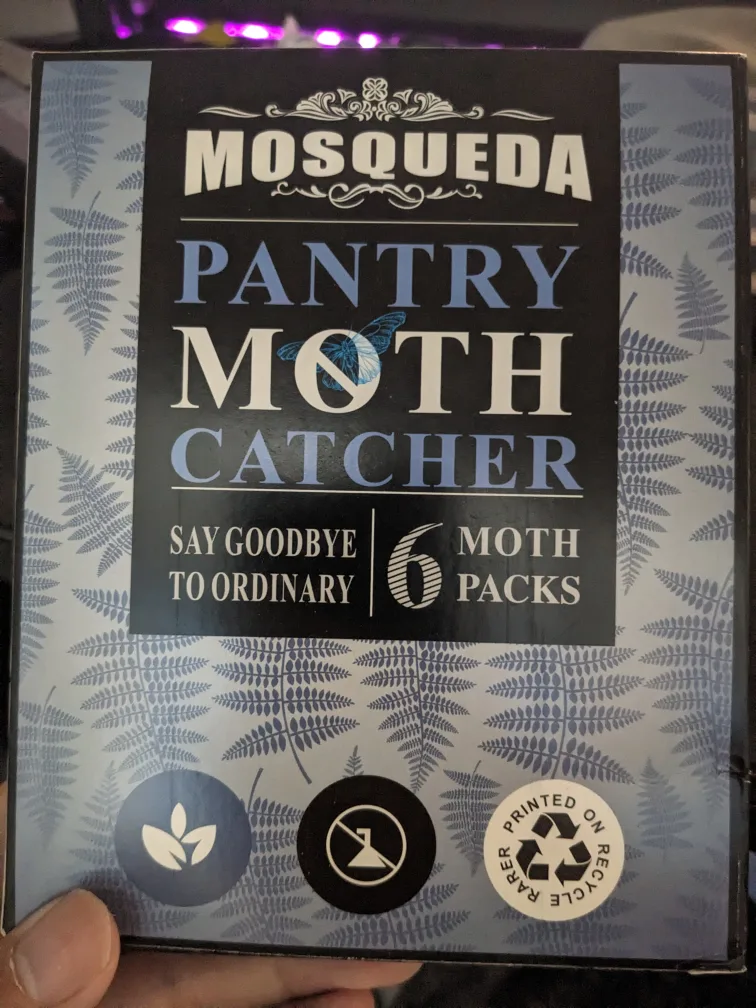 MOSQUEDA
PANTRY
MOTH
CATCHER
SAY GOODBYE
TO ORDINARY
6
MOTH
PACKS
PRINTED ON RECYCLE RARER